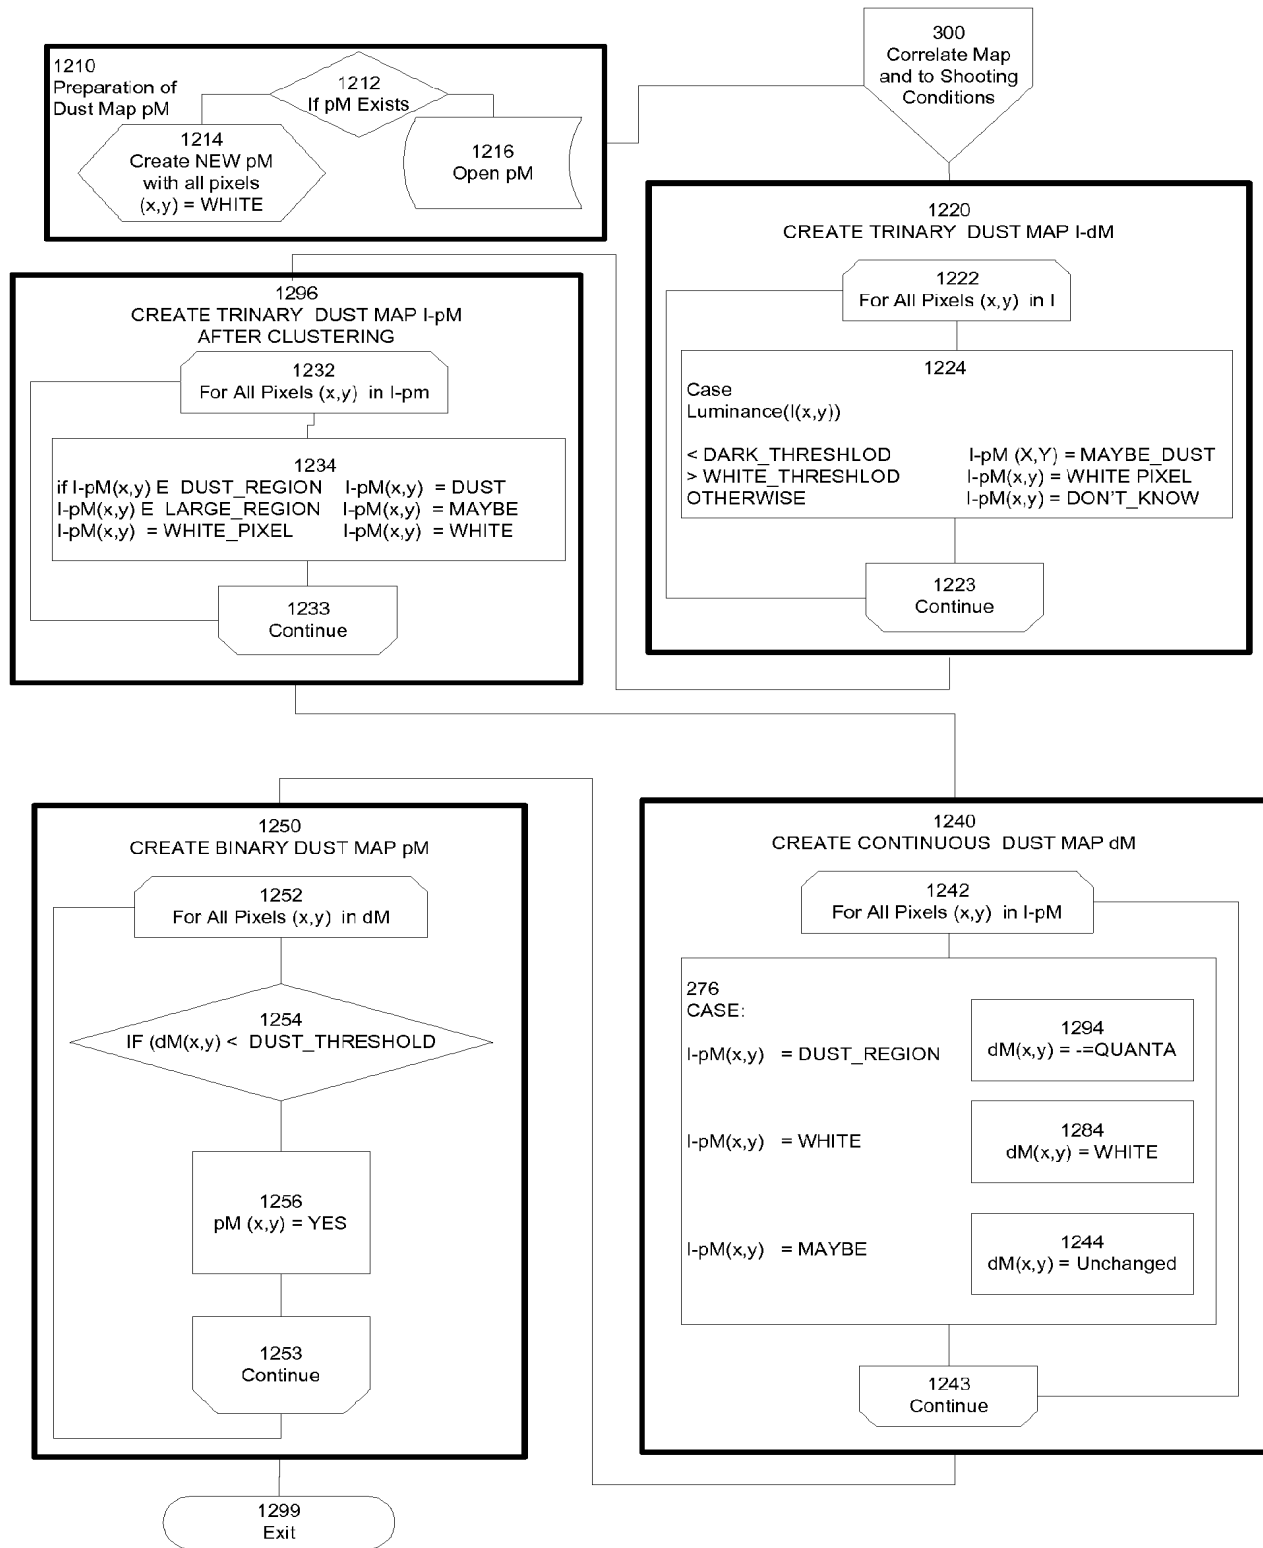 1210
Preparation of
Dust Map pM
1212
If pM Exists
1214
Create NEW pM
with all pixels
(x,y) = WHITE
1216
Open pM
300
Correlate Map
and to Shooting
Conditions
1220
CREATE TRINARY DUST MAP I-dM
1222
For All Pixels (x,y) in I
1224
Case
Luminance(I(x,y))
< DARK_THRESHLOD I-pM (X,Y) = MAYBE_DUST
> WHITE_THRESHLOD I-pM(x,y) = WHITE PIXEL
OTHERWISE I-pM(x,y) = DON'T_KNOW
1223
Continue
1296
CREATE TRINARY DUST MAP I-pM
AFTER CLUSTERING
1232
For All Pixels (x,y) in I-pm
1234
if I-pM(x,y) E DUST_REGION I-pM(x,y) = DUST
I-pM(x,y) E LARGE_REGION I-pM(x,y) = MAYBE
I-pM(x,y) = WHITE_PIXEL I-pM(x,y) = WHITE
1233
Continue
1240
CREATE CONTINUOUS DUST MAP dM
1242
For All Pixels (x,y) in I-pM
276
CASE:
I-pM(x,y) = DUST_REGION
1294
dM(x,y) = -=QUANTA
I-pM(x,y) = WHITE
1284
dM(x,y) = WHITE
I-pM(x,y) = MAYBE
1244
dM(x,y) = Unchanged
1243
Continue
1250
CREATE BINARY DUST MAP pM
1252
For All Pixels (x,y) in dM
1254
IF (dM(x,y) < DUST_THRESHOLD
1256
pM (x,y) = YES
1253
Continue
1299
Exit